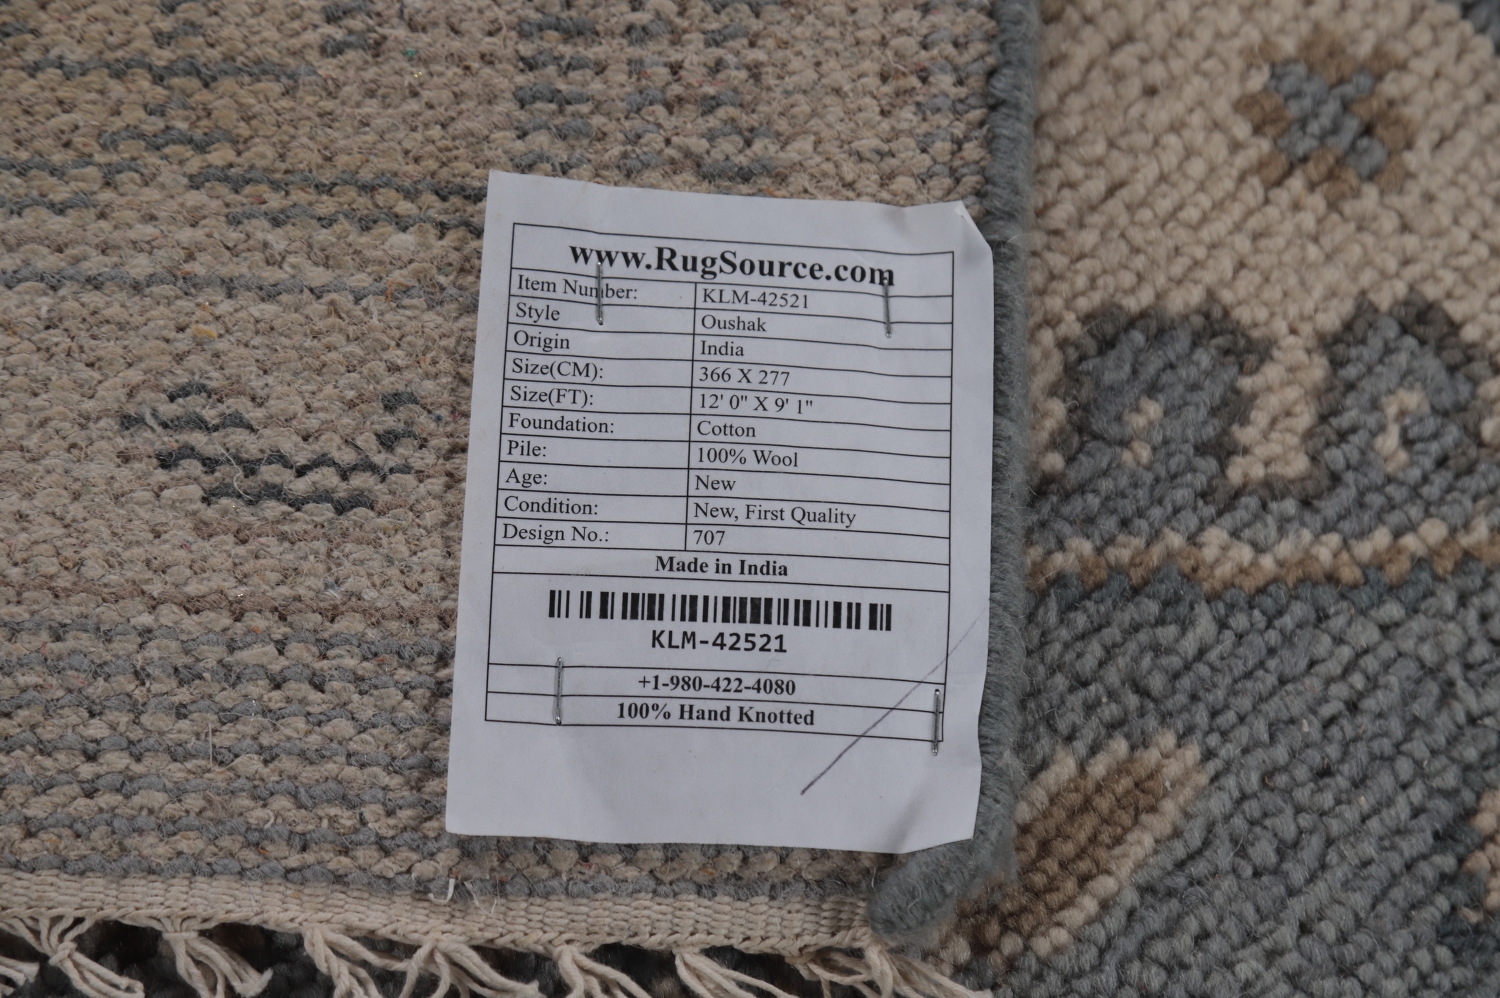 www.RugSource.com
Item Number: KLM-42521
Style Oushak
Origin India
Size(CM): 366 X 277
Size(FT): 12' 0" X 9' 1"
Foundation: Cotton
Pile: 100% Wool
Age: New
Condition: New, First Quality
Design No.: 707
Made in India
KLM-42521
+1-980-422-4080
100% Hand Knotted